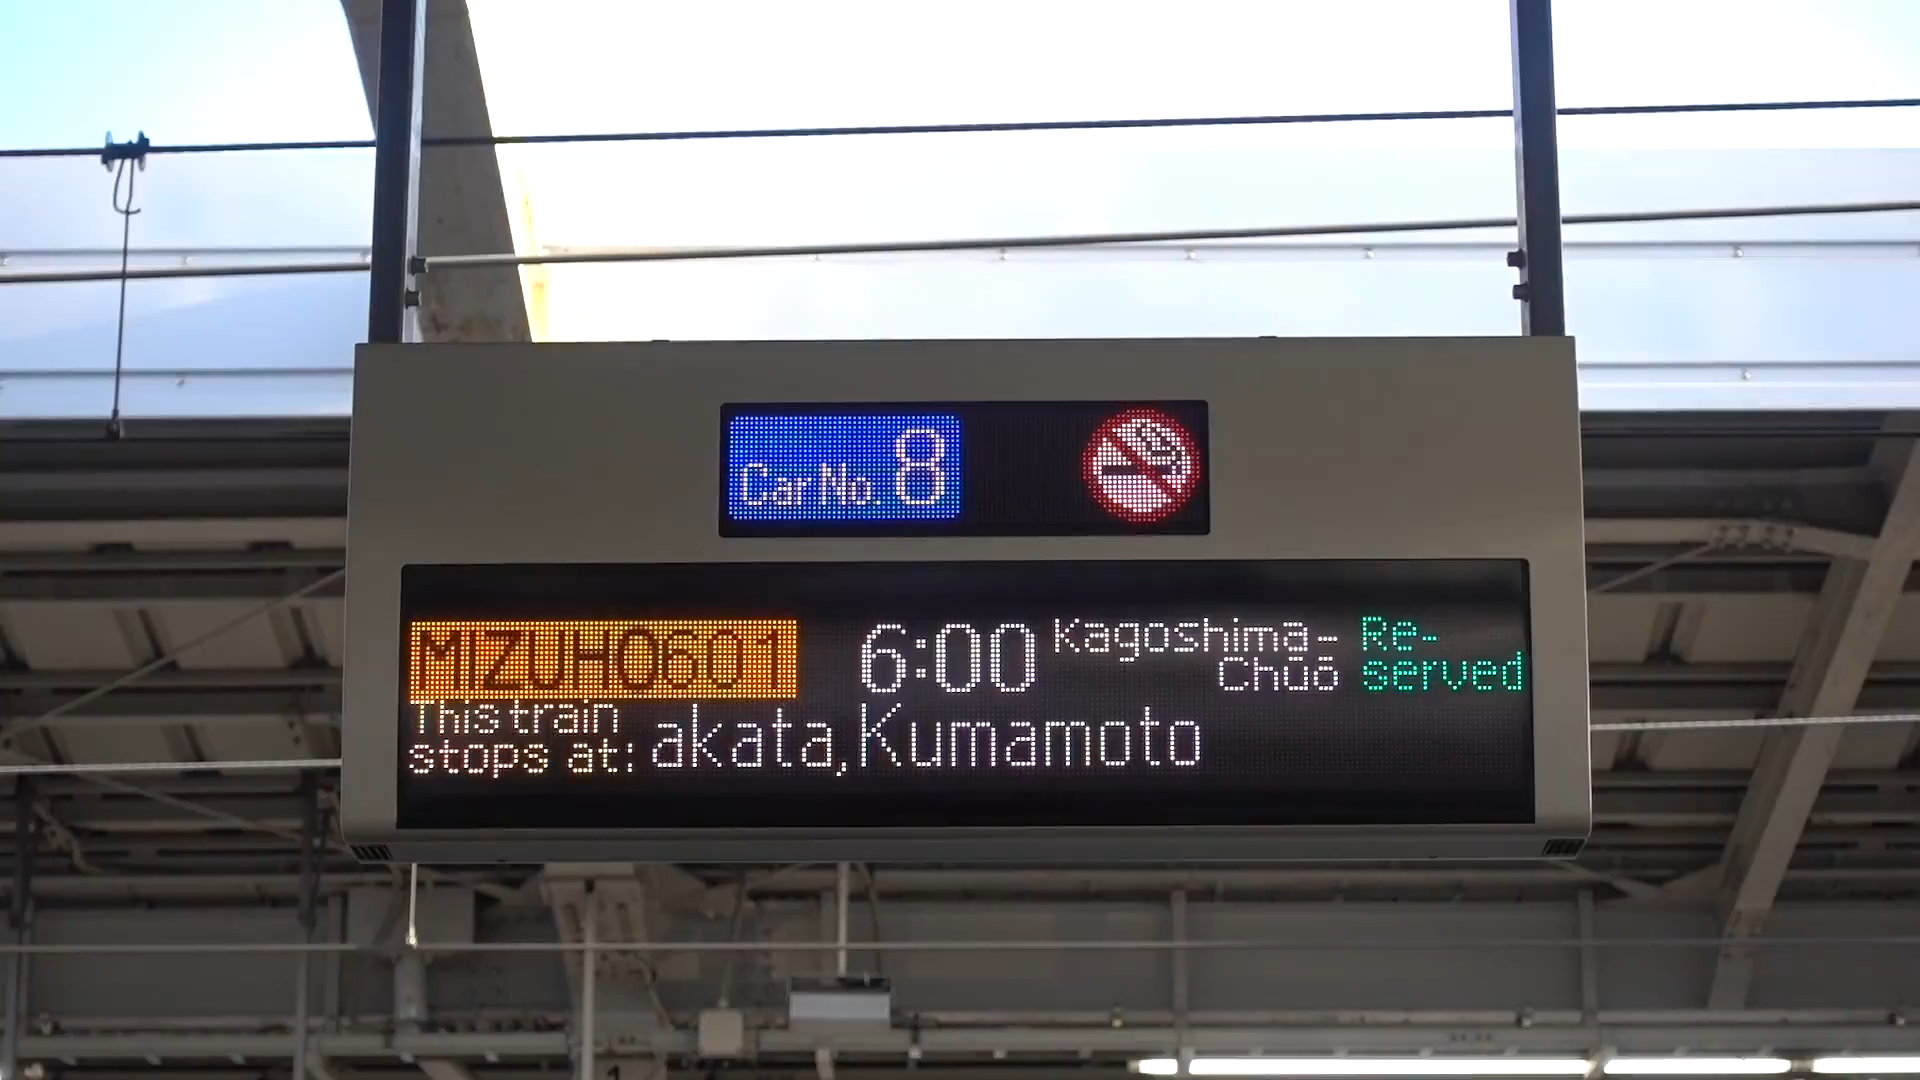 Car No. 8
MIZUHO601 6:00 Kagoshima-Chūō Re-served
This train stops at: akata, Kumamoto